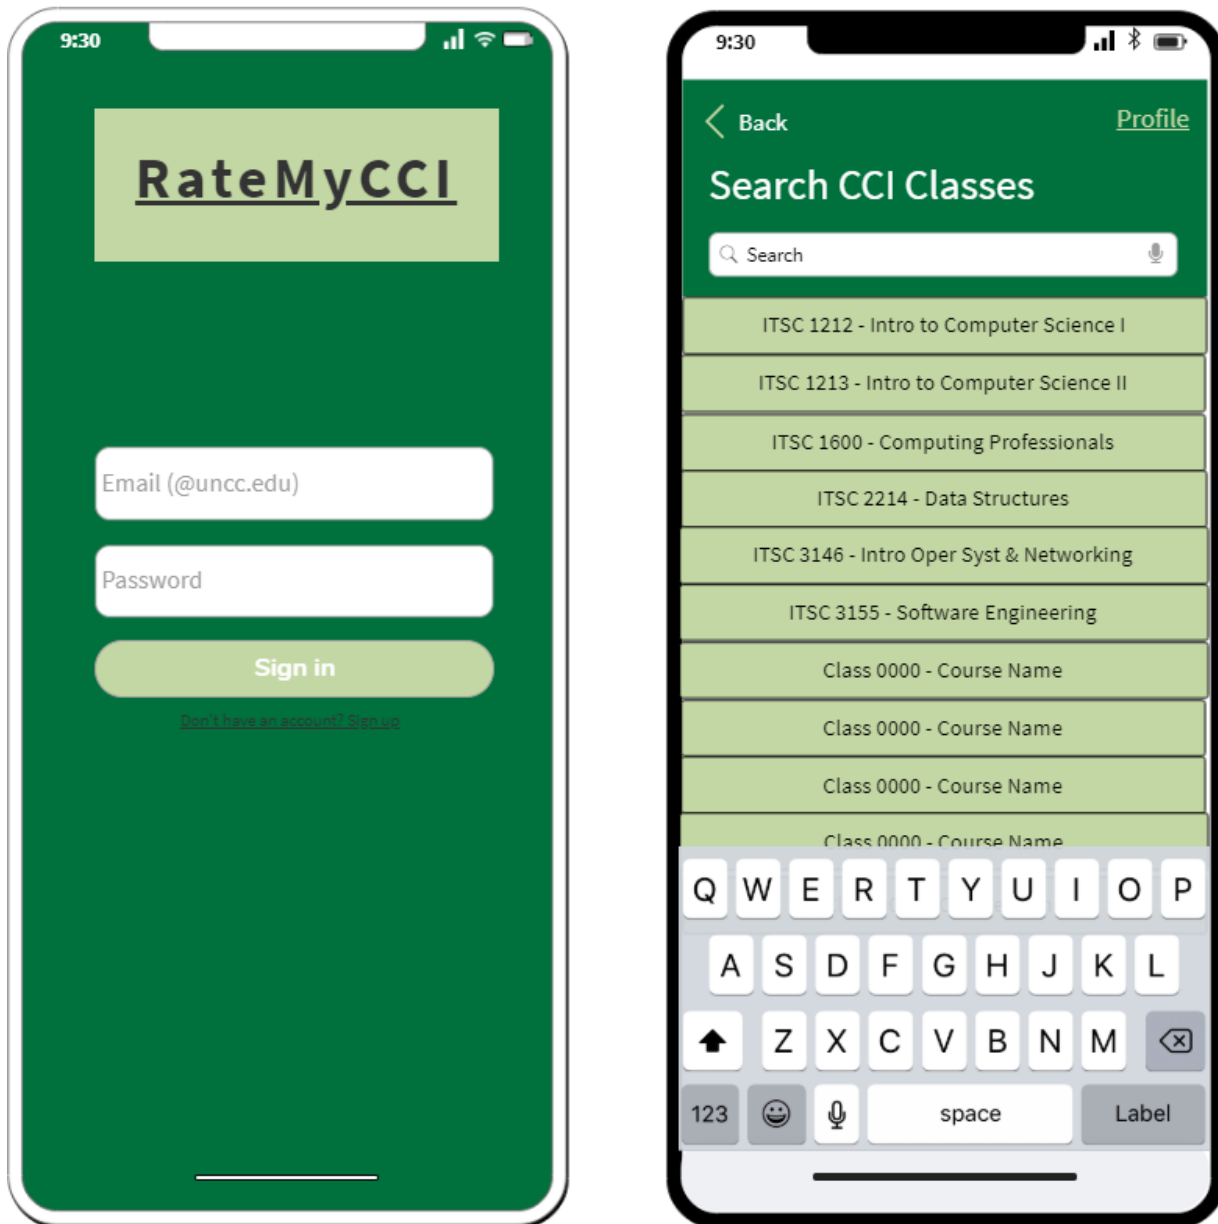 9:30
RateMyCCI
Email (@uncc.edu)
Password
Sign in
Don't have an account? Sign up
9:30
Back
Profile
Search CCI Classes
Search
ITSC 1212 - Intro to Computer Science I
ITSC 1213 - Intro to Computer Science II
ITSC 1600 - Computing Professionals
ITSC 2214 - Data Structures
ITSC 3146 - Intro Oper Syst & Networking
ITSC 3155 - Software Engineering
Class 0000 - Course Name
Class 0000 - Course Name
Class 0000 - Course Name
Class 0000 - Course Name
Q W E R T Y U I O P
A S D F G H J K L
Z X C V B N M
123 space Label